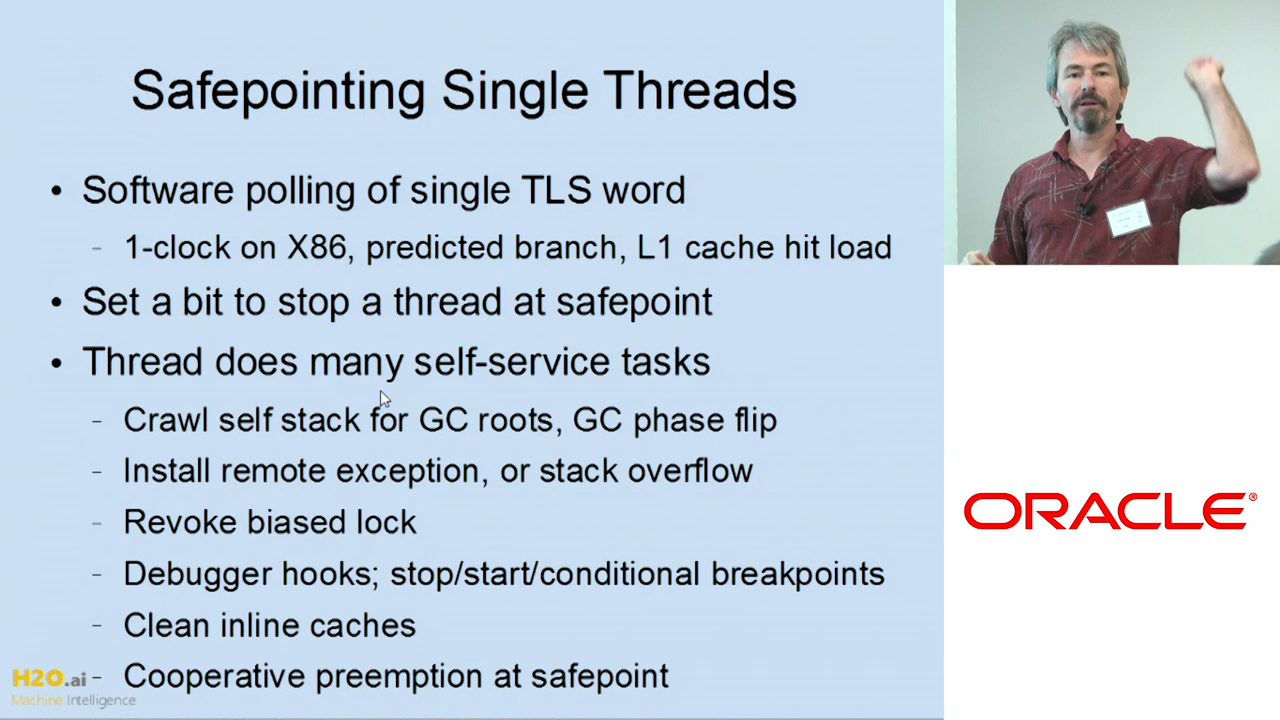 Safepointing Single Threads
• Software polling of single TLS word
- 1-clock on X86, predicted branch, L1 cache hit load
• Set a bit to stop a thread at safepoint
• Thread does many self-service tasks
- Crawl self stack for GC roots, GC phase flip
- Install remote exception, or stack overflow
- Revoke biased lock
- Debugger hooks; stop/start/conditional breakpoints
- Clean inline caches
- Cooperative preemption at safepoint
H2O.ai
Machine Intelligence
ORACLE®